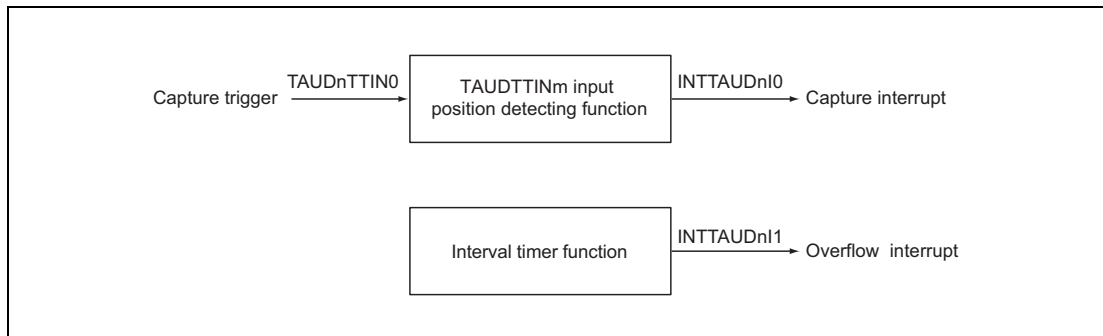 Capture trigger
TAUDnTTIN0
TAUDTTINm input
position detecting function
INTTAUDnI0
Capture interrupt
Interval timer function
INTTAUDnI1
Overflow interrupt